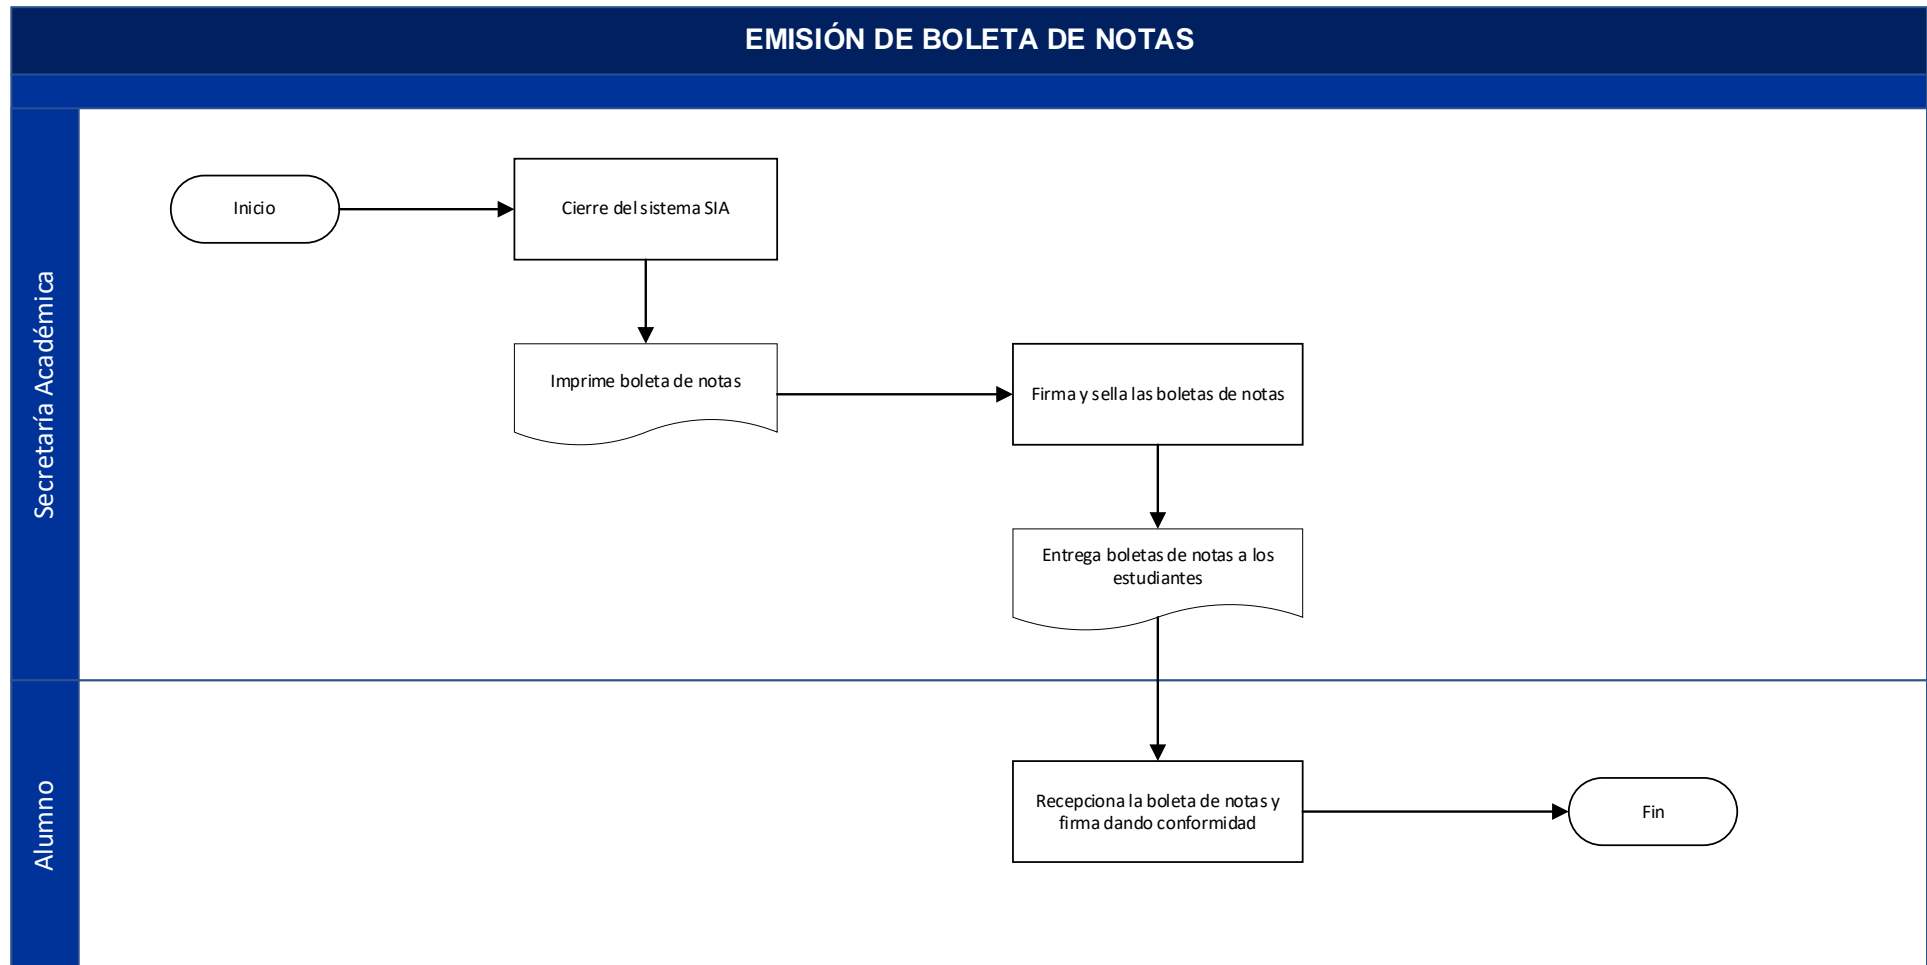 EMISIÓN DE BOLETA DE NOTAS
Secretaría Académica
Inicio
Cierre del sistema SIA
Imprime boleta de notas
Firma y sella las boletas de notas
Entrega boletas de notas a los
estudiantes
Alumno
Recepciona la boleta de notas y
firma dando conformidad
Fin